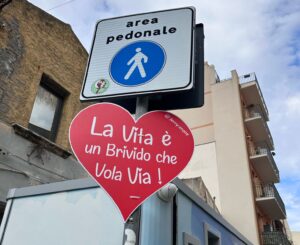 area
pedonale
La Vita è
un Brivido che
Vola Via !